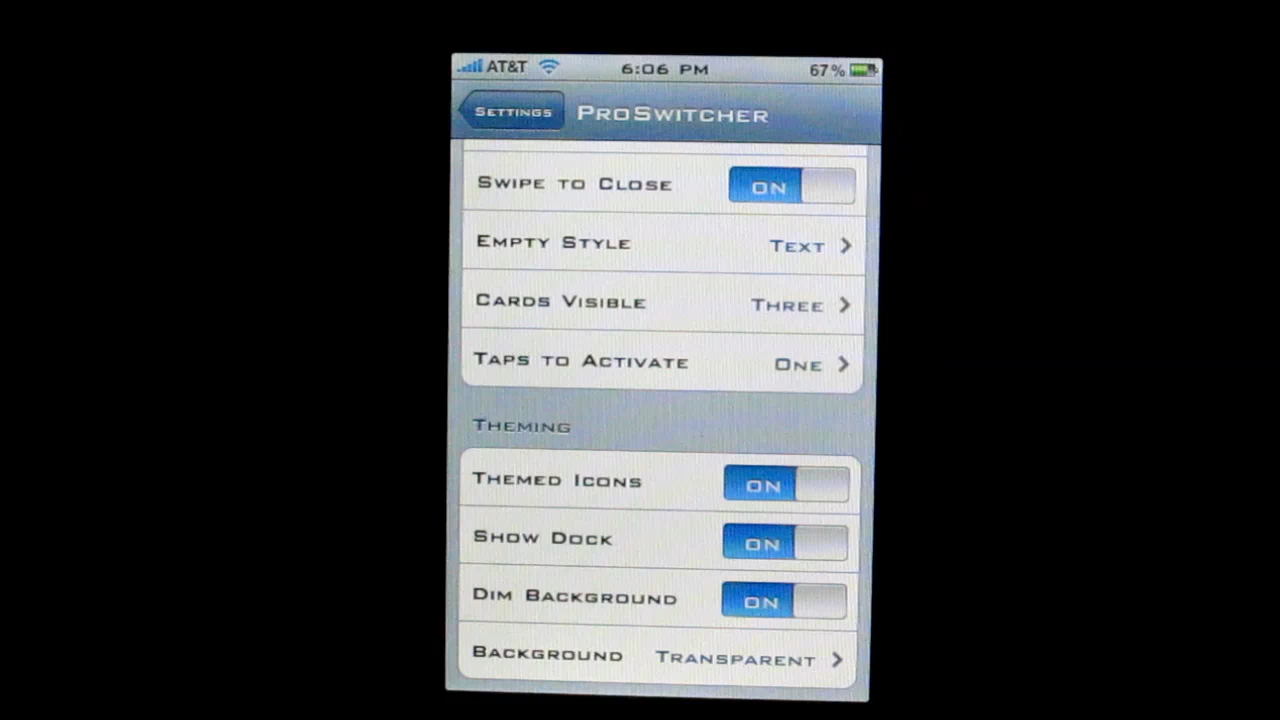 AT&T 6:06 PM 67%
Settings ProSwitcher
Swipe to Close ON
Empty Style Text
Cards Visible Three
Taps to Activate One
Theming
Themed Icons ON
Show Dock ON
Dim Background ON
Background Transparent